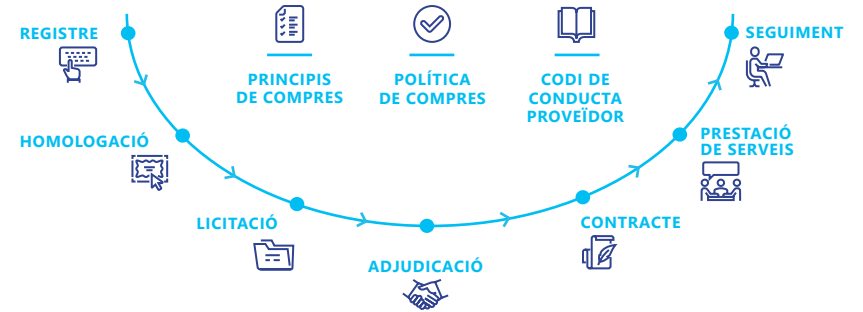 REGISTRE
SEGUIMENT
PRINCIPIS
DE COMPRES
POLÍTICA
DE COMPRES
CODI DE
CONDUCTA
PROVEÏDOR
HOMOLOGACIÓ
PRESTACIÓ
DE SERVEIS
LICITACIÓ
CONTRACTE
ADJUDICACIÓ